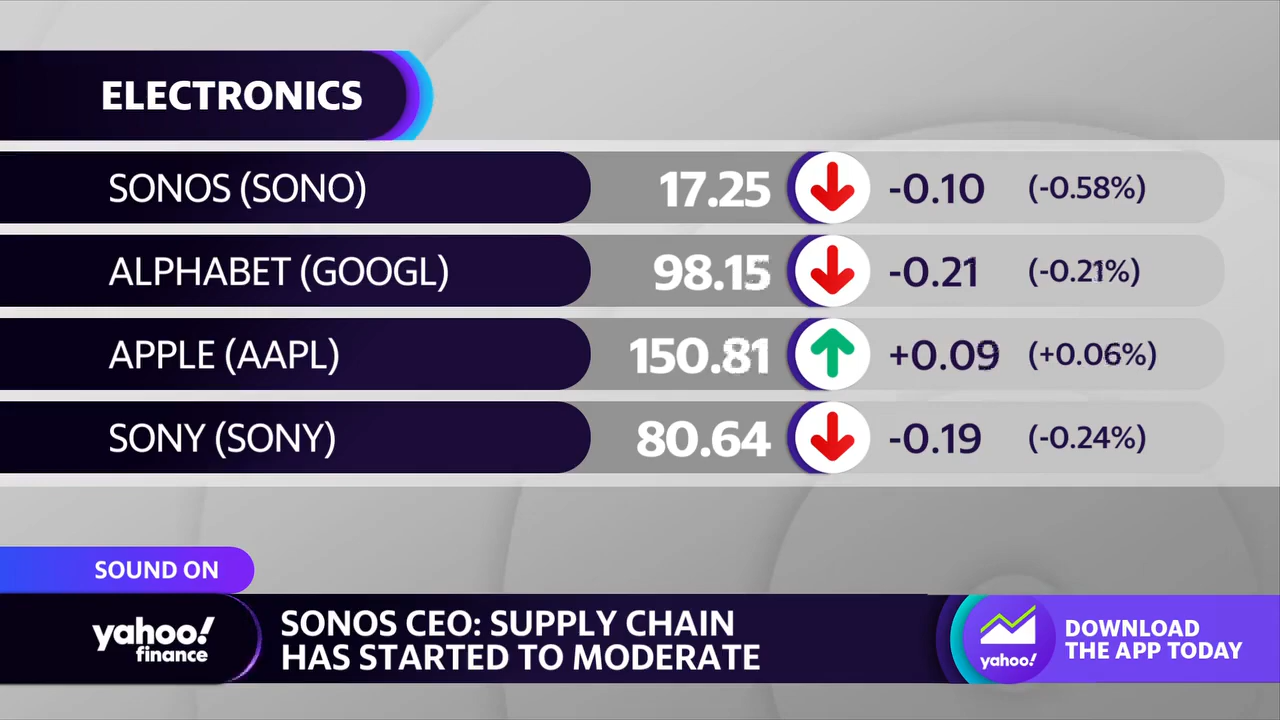 ELECTRONICS
SONOS (SONO) 17.25 -0.10 (-0.58%)
ALPHABET (GOOGL) 98.15 -0.21 (-0.21%)
APPLE (AAPL) 150.81 +0.09 (+0.06%)
SONY (SONY) 80.64 -0.19 (-0.24%)
SOUND ON
yahoo!
finance
SONOS CEO: SUPPLY CHAIN
HAS STARTED TO MODERATE
yahoo!
DOWNLOAD
THE APP TODAY